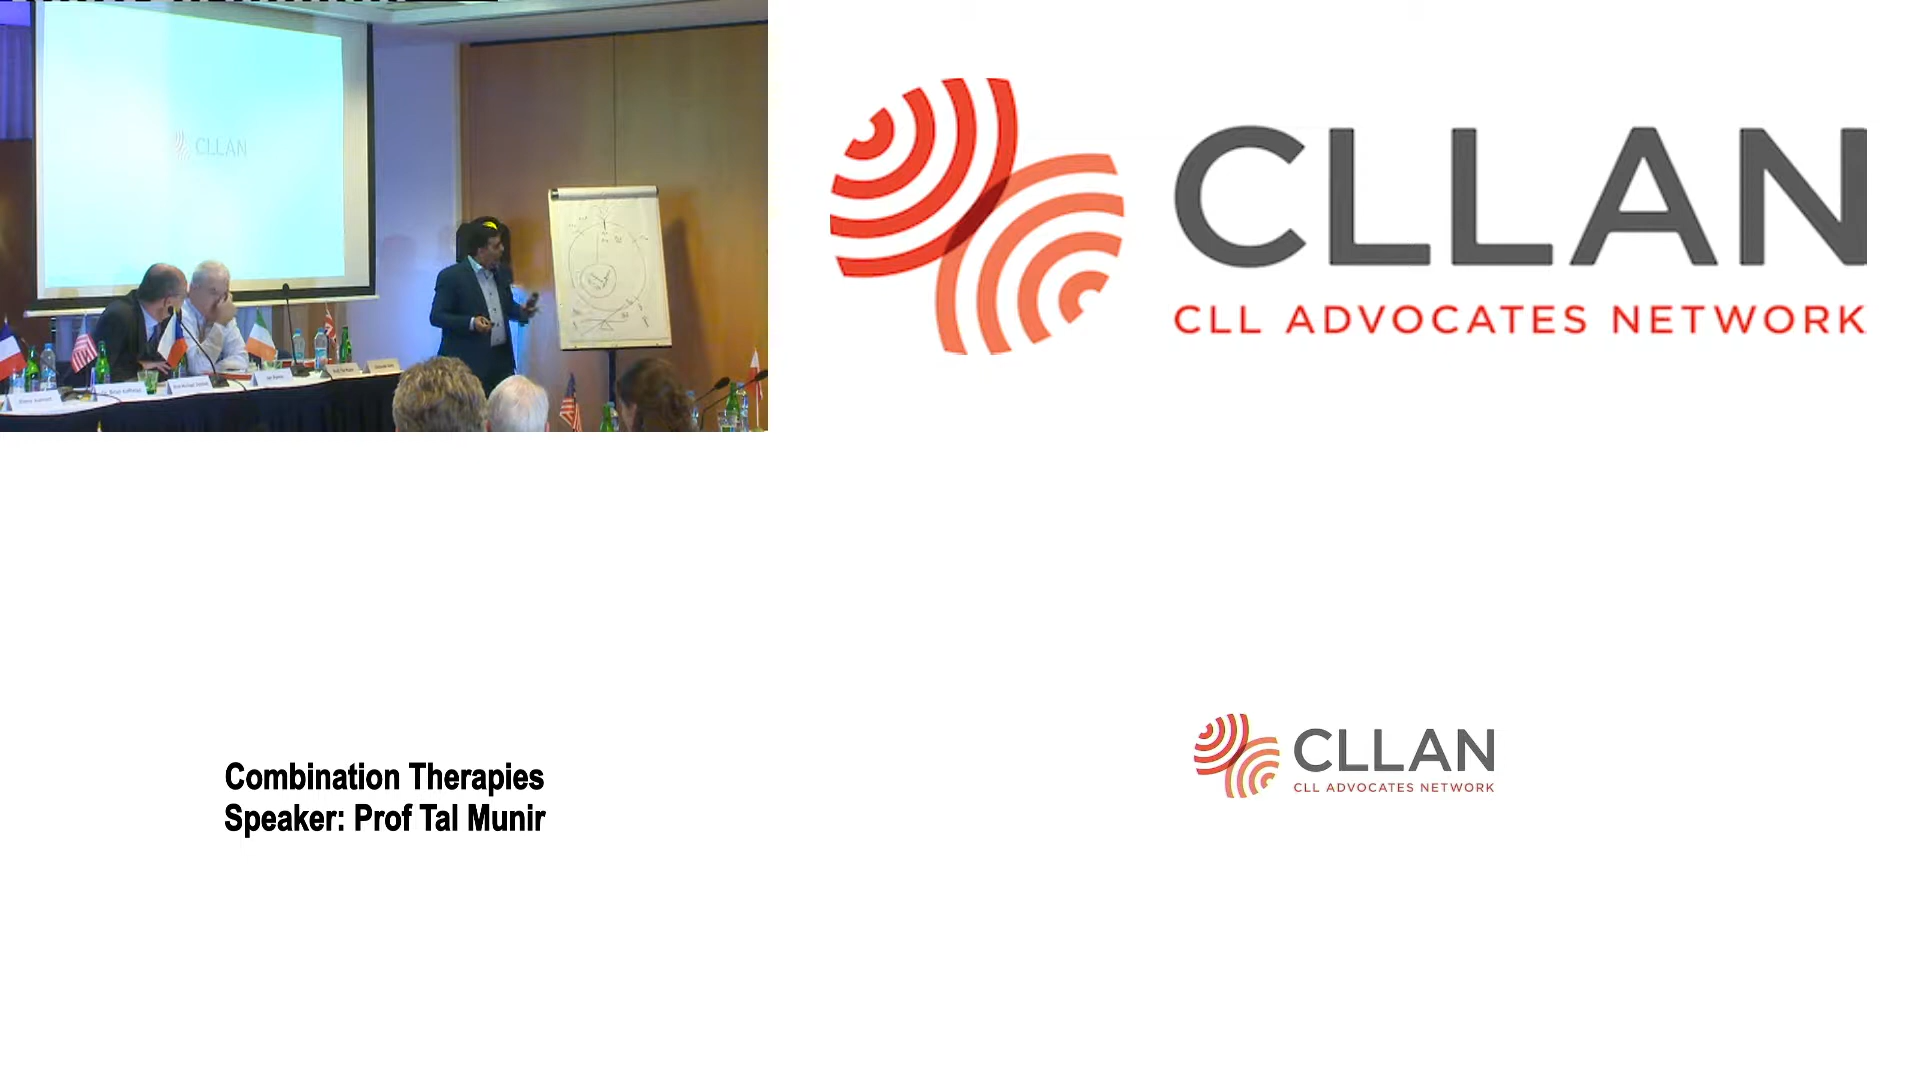 CLLAN
CLLAN
CLL ADVOCATES NETWORK
Combination Therapies
Speaker: Prof Tal Munir
CLLAN
CLL ADVOCATES NETWORK